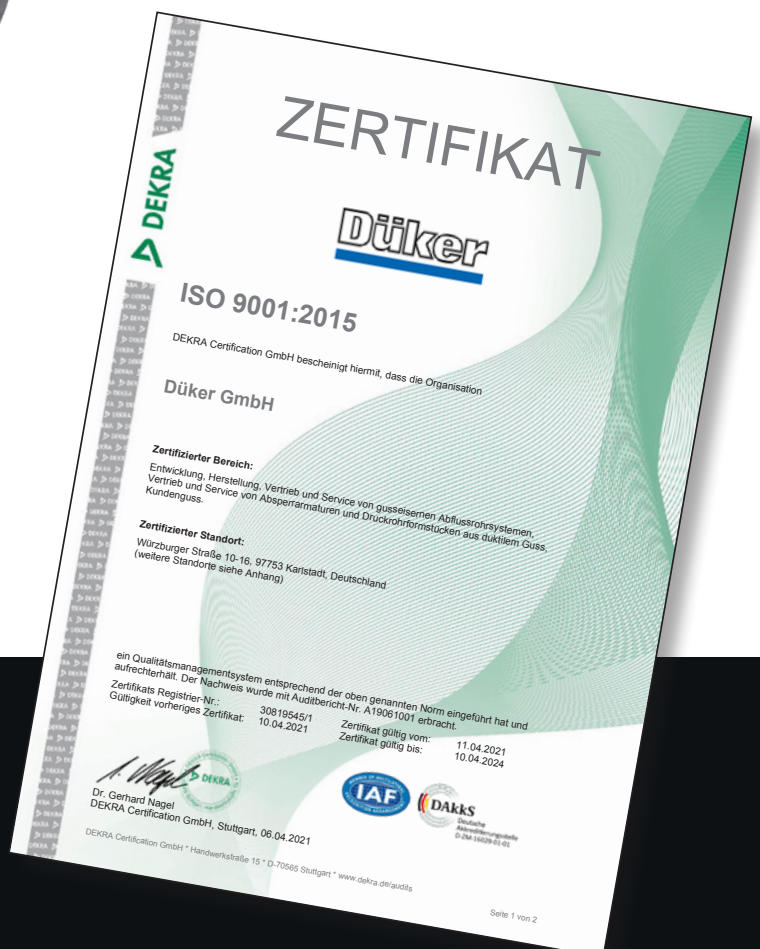 ZERTIFIKAT
DEKRA
Düker
ISO 9001:2015
DEKRA Certification GmbH bescheinigt hiermit, dass die Organisation
Düker GmbH
Zertifizierter Bereich:
Entwicklung, Herstellung, Vertrieb und Service von gusseisernen Abflussrohrsystemen,
Vertrieb und Service von Absperrarmaturen und Druckrohrformstücken aus duktilem Guss,
Kundenguss.
Zertifizierter Standort:
Würzburger Straße 10-16, 97753 Karlstadt, Deutschland
(weitere Standorte siehe Anhang)
ein Qualitätsmanagementsystem entsprechend der oben genannten Norm eingeführt hat und
aufrechterhält. Der Nachweis wurde mit Auditbericht-Nr. A19061001 erbracht.
Zertifikats Registrier-Nr.: 30819545/1 Zertifikat gültig vom: 11.04.2021
Gültigkeit vorheriges Zertifikat: 10.04.2021 Zertifikat gültig bis: 10.04.2024
DEKRA
IAF
DAkkS
Deutsche
Akkreditierungsstelle
D-ZM-16029-01-01
Dr. Gerhard Nagel
DEKRA Certification GmbH, Stuttgart, 06.04.2021
DEKRA Certification GmbH * Handwerkstraße 15 * D-70565 Stuttgart * www.dekra.de/audits
Seite 1 von 2